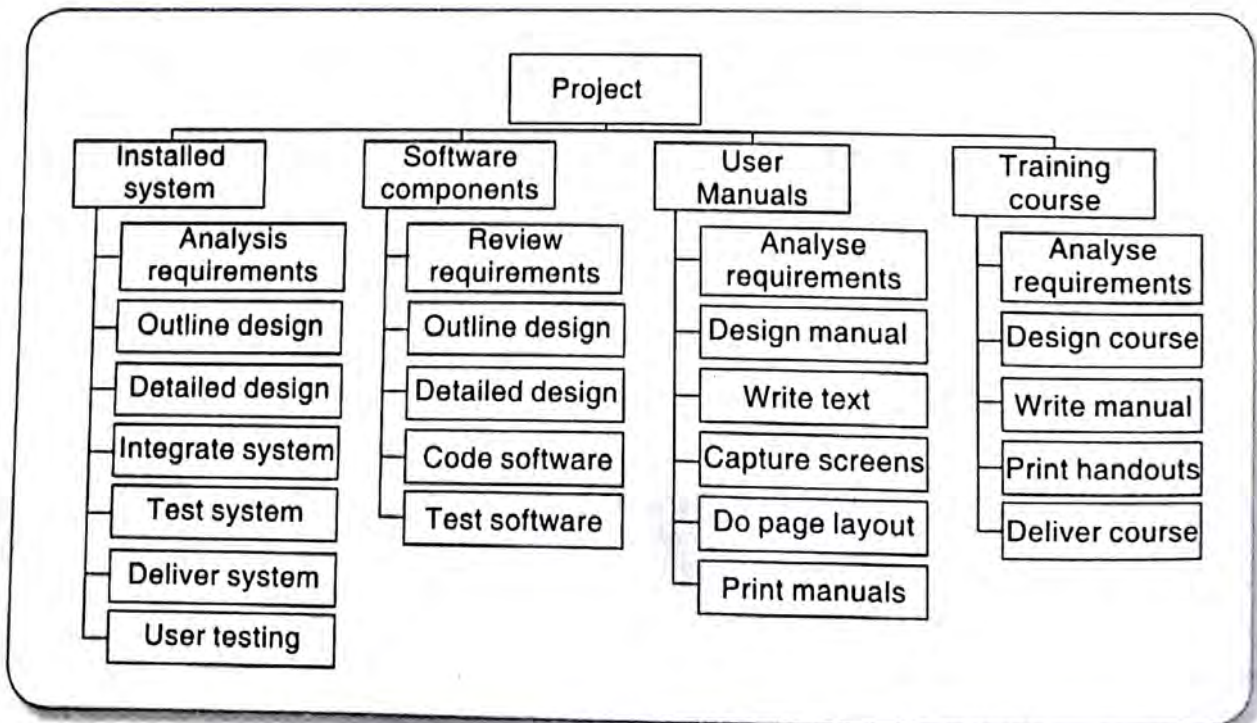 Project
Installed
system
Analysis
requirements
Outline design
Detailed design
Integrate system
Test system
Deliver system
User testing
Software
components
Review
requirements
Outline design
Detailed design
Code software
Test software
User
Manuals
Analyse
requirements
Design manual
Write text
Capture screens
Do page layout
Print manuals
Training
course
Analyse
requirements
Design course
Write manual
Print handouts
Deliver course